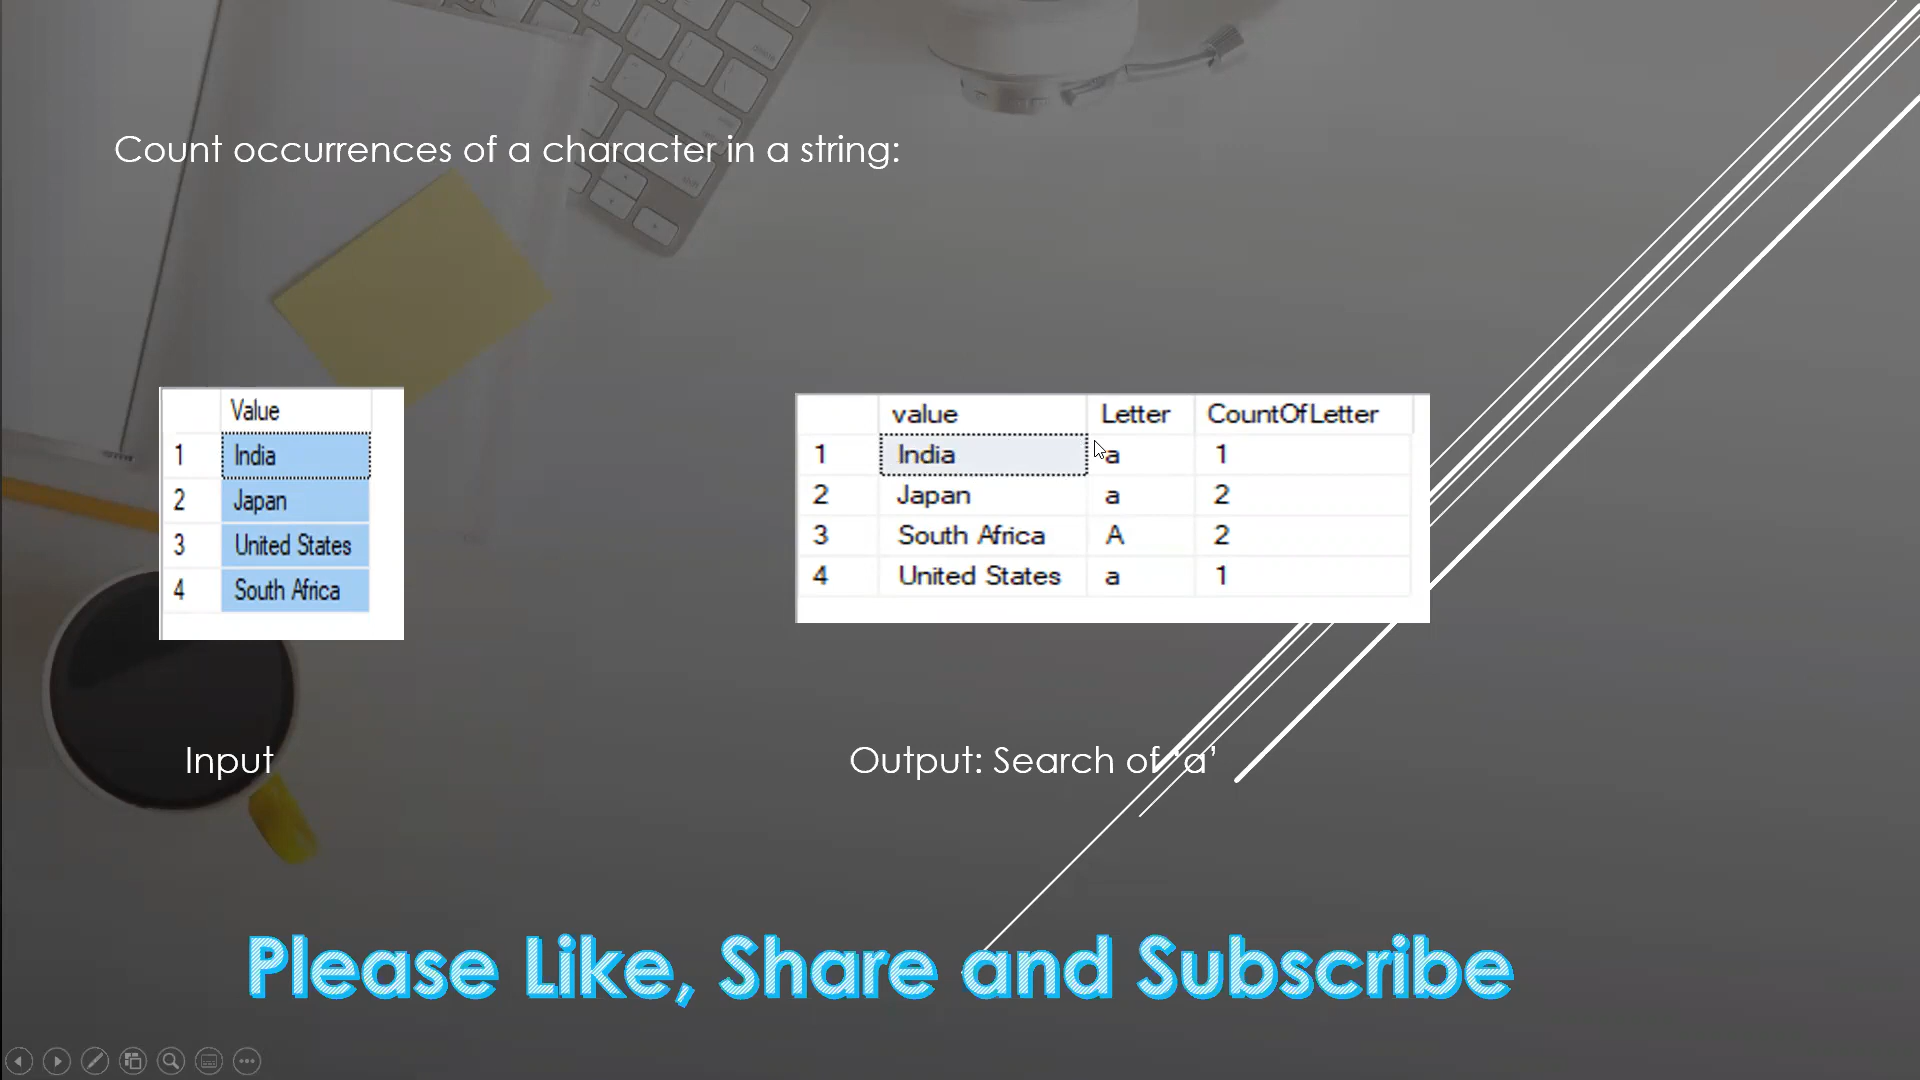 Count occurrences of a character in a string:
Value
1 India
2 Japan
3 United States
4 South Africa
value Letter CountOfLetter
1 India a 1
2 Japan a 2
3 South Africa A 2
4 United States a 1
Input
Output: Search of ‘a’
Please Like, Share and Subscribe